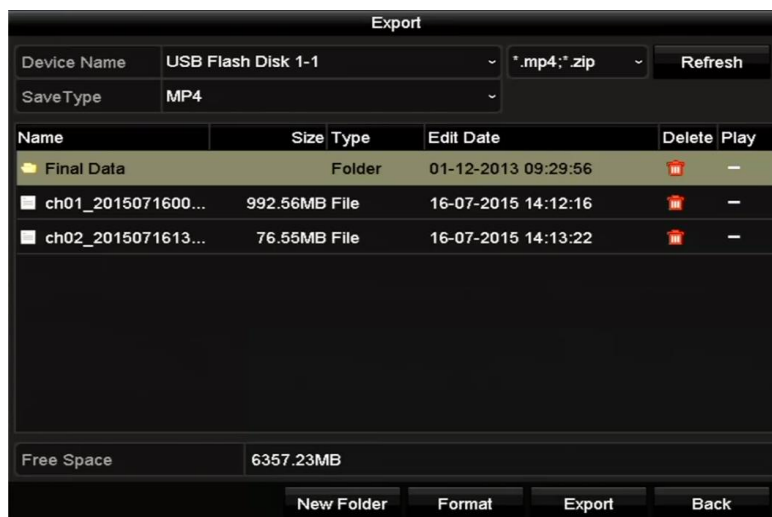 Export
Device Name USB Flash Disk 1-1 *.mp4;*.zip Refresh
SaveType MP4
Name Size Type Edit Date Delete Play
Final Data Folder 01-12-2013 09:29:56 –
ch01_2015071600... 992.56MB File 16-07-2015 14:12:16 –
ch02_2015071613... 76.55MB File 16-07-2015 14:13:22 –
Free Space 6357.23MB
New Folder Format Export Back